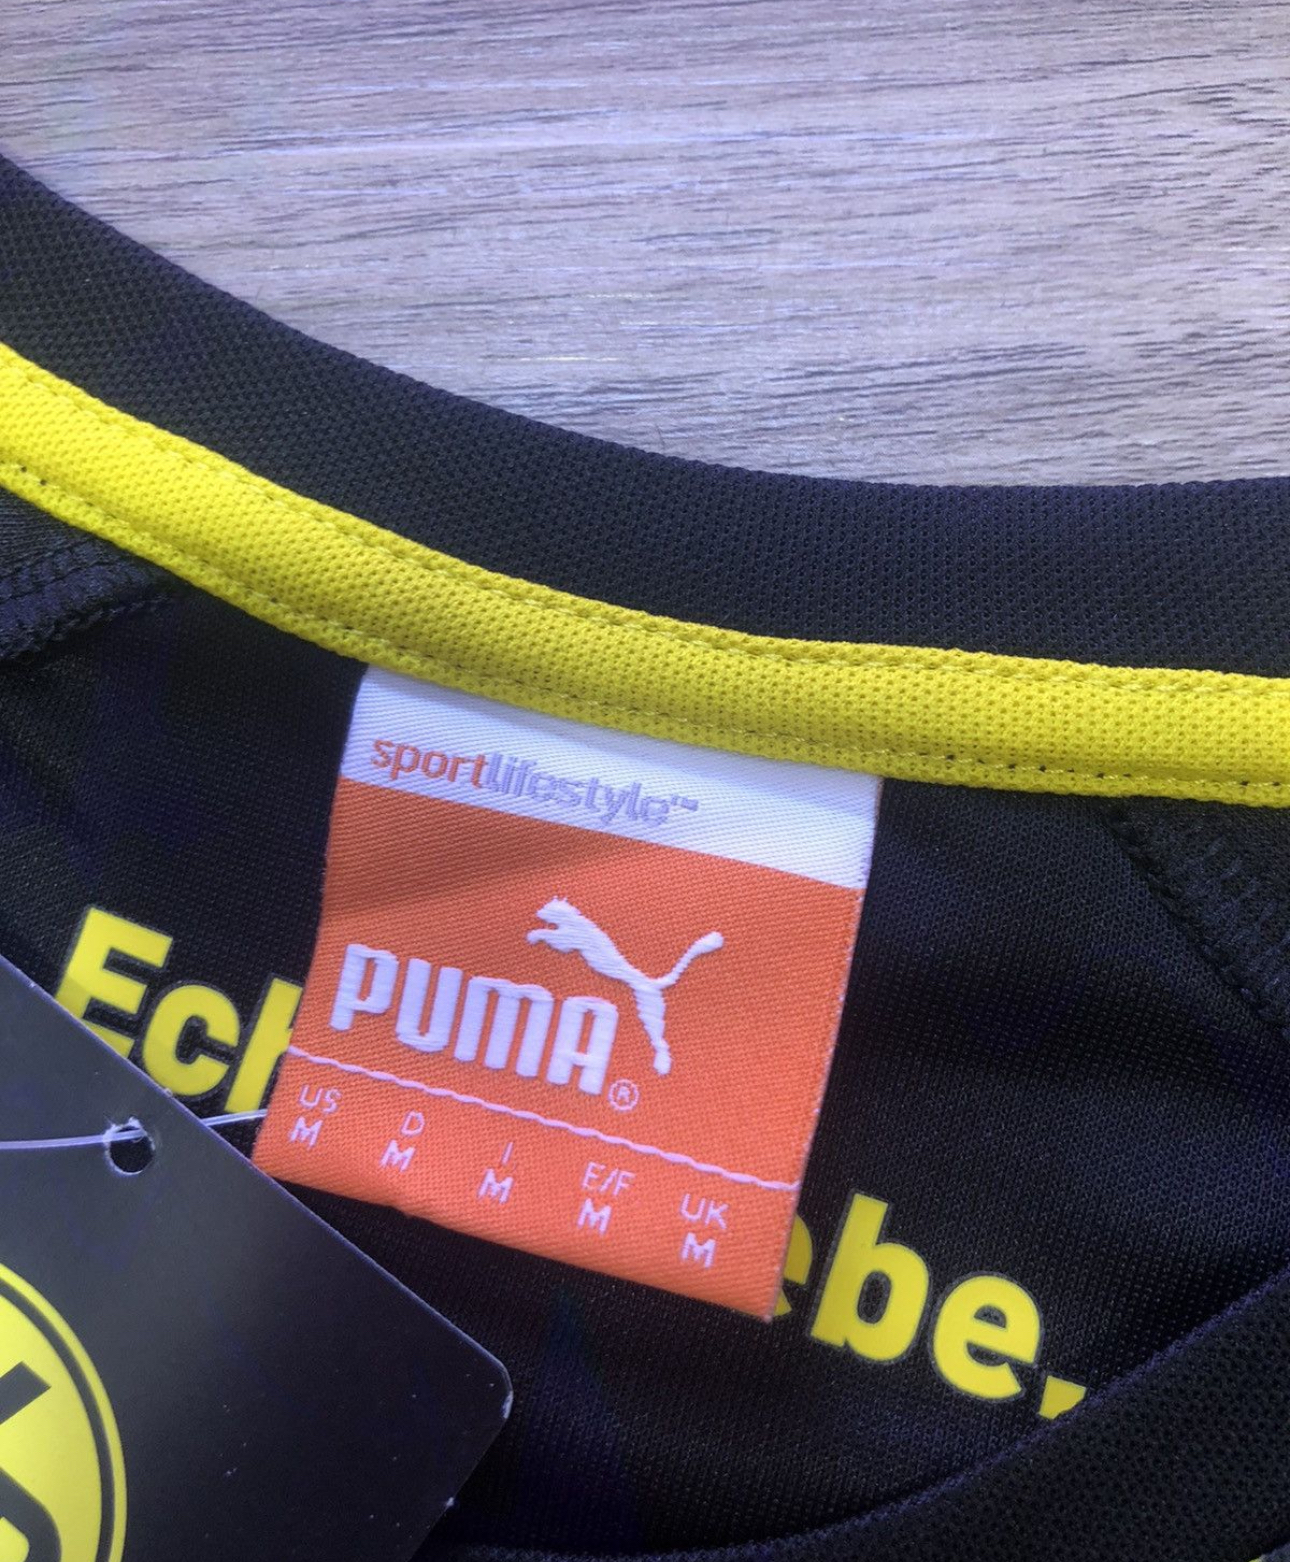 sportlifestyle™
PUMA®
US D I E/F UK
M M M M M
Ech ebe,